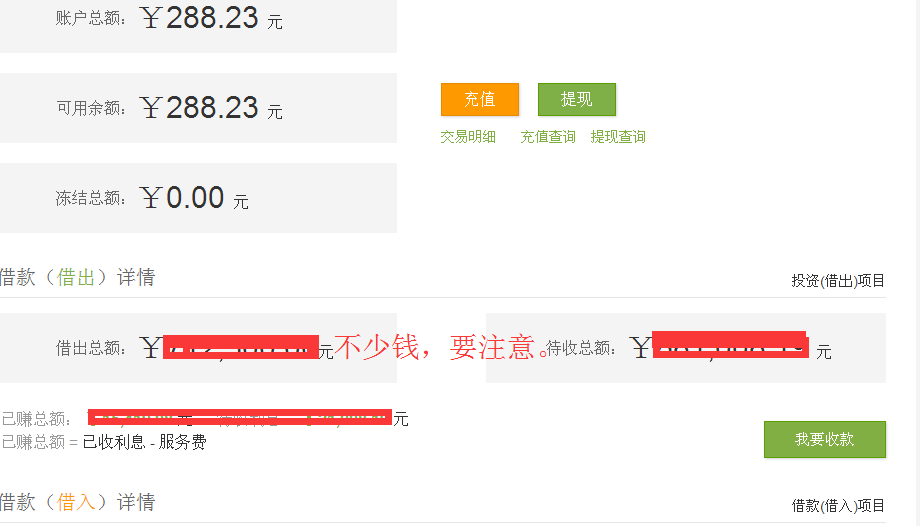 账户总额：￥288.23 元
可用余额：￥288.23 元
充值 提现
交易明细 充值查询 提现查询
冻结总额：￥0.00 元
借款（借出）详情
投资(借出)项目
借出总额：￥ 元 不少钱，要注意。 待收总额：￥ 元
已赚总额： 元
已赚总额 = 已收利息 - 服务费
我要收款
借款（借入）详情
借款(借入)项目